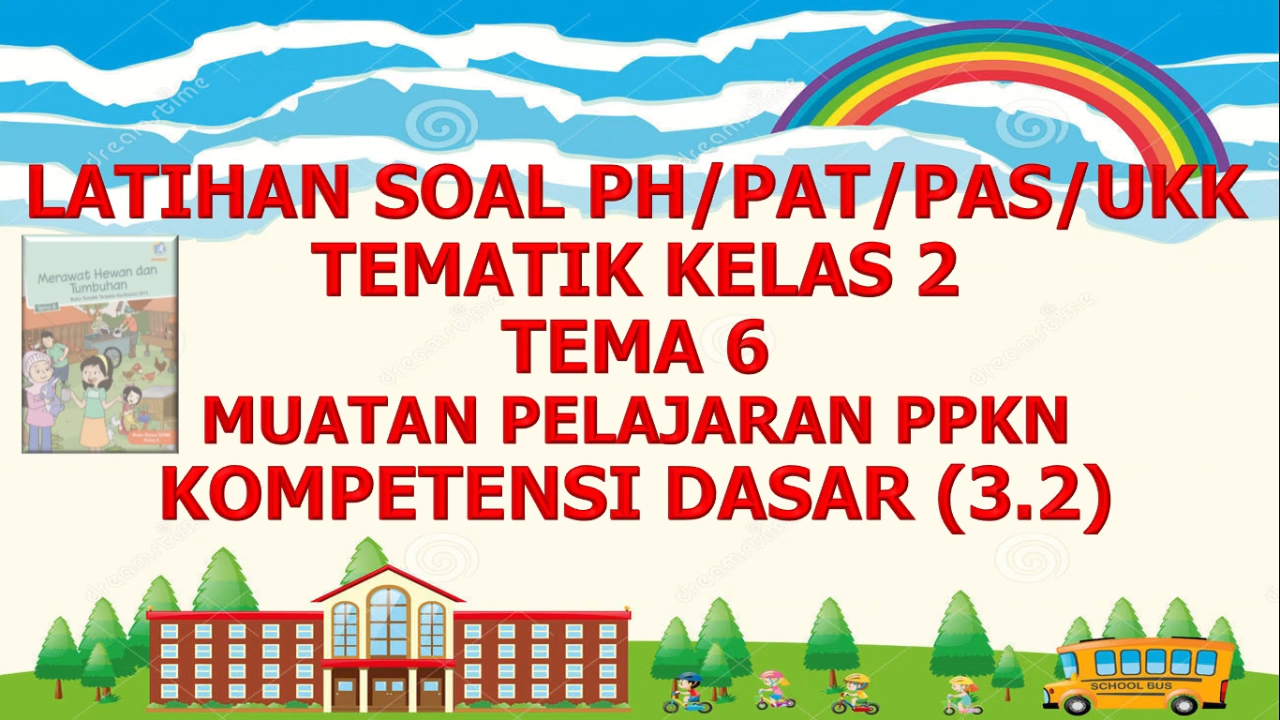 LATIHAN SOAL PH/PAT/PAS/UKK
TEMATIK KELAS 2
TEMA 6
MUATAN PELAJARAN PPKN
KOMPETENSI DASAR (3.2)
Merawat Hewan dan
Tumbuhan
SCHOOL BUS
dreamstime